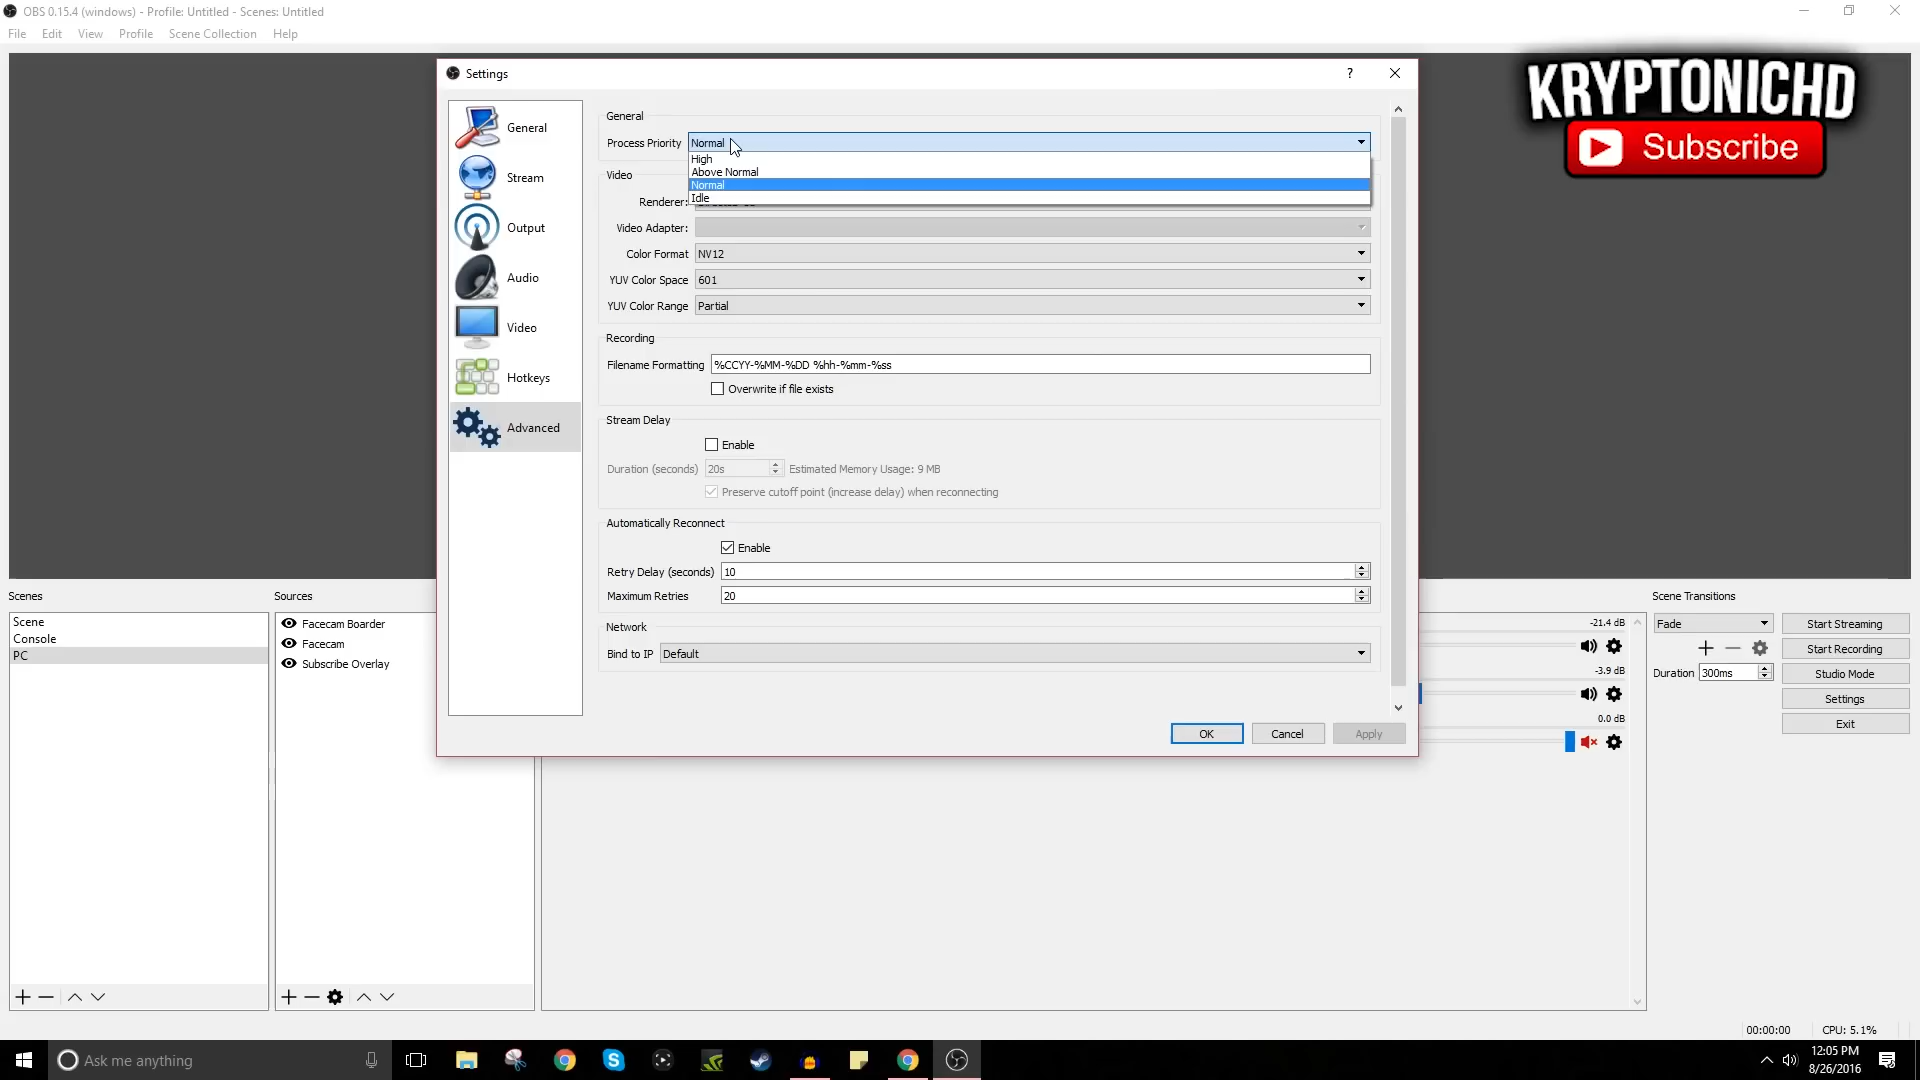 OBS 0.15.4 (windows) - Profile: Untitled - Scenes: Untitled
File Edit View Profile Scene Collection Help
KRYPTONICHD
Subscribe
Settings
?
General
Stream
Output
Audio
Video
Hotkeys
Advanced
General
Process Priority Normal
High
Above Normal
Normal
Idle
Video
Renderer:
Video Adapter:
Color Format NV12
YUV Color Space 601
YUV Color Range Partial
Recording
Filename Formatting %CCYY-%MM-%DD %hh-%mm-%ss
Overwrite if file exists
Stream Delay
Enable
Duration (seconds) 20s Estimated Memory Usage: 9 MB
Preserve cutoff point (increase delay) when reconnecting
Automatically Reconnect
Enable
Retry Delay (seconds) 10
Maximum Retries 20
Network
Bind to IP Default
OK Cancel Apply
Scenes
Scene
Console
PC
Sources
Facecam Boarder
Facecam
Subscribe Overlay
-21.4 dB
-3.9 dB
0.0 dB
Scene Transitions
Fade
Duration 300ms
Start Streaming
Start Recording
Studio Mode
Settings
Exit
00:00:00 CPU: 5.1%
Ask me anything
12:05 PM
8/26/2016